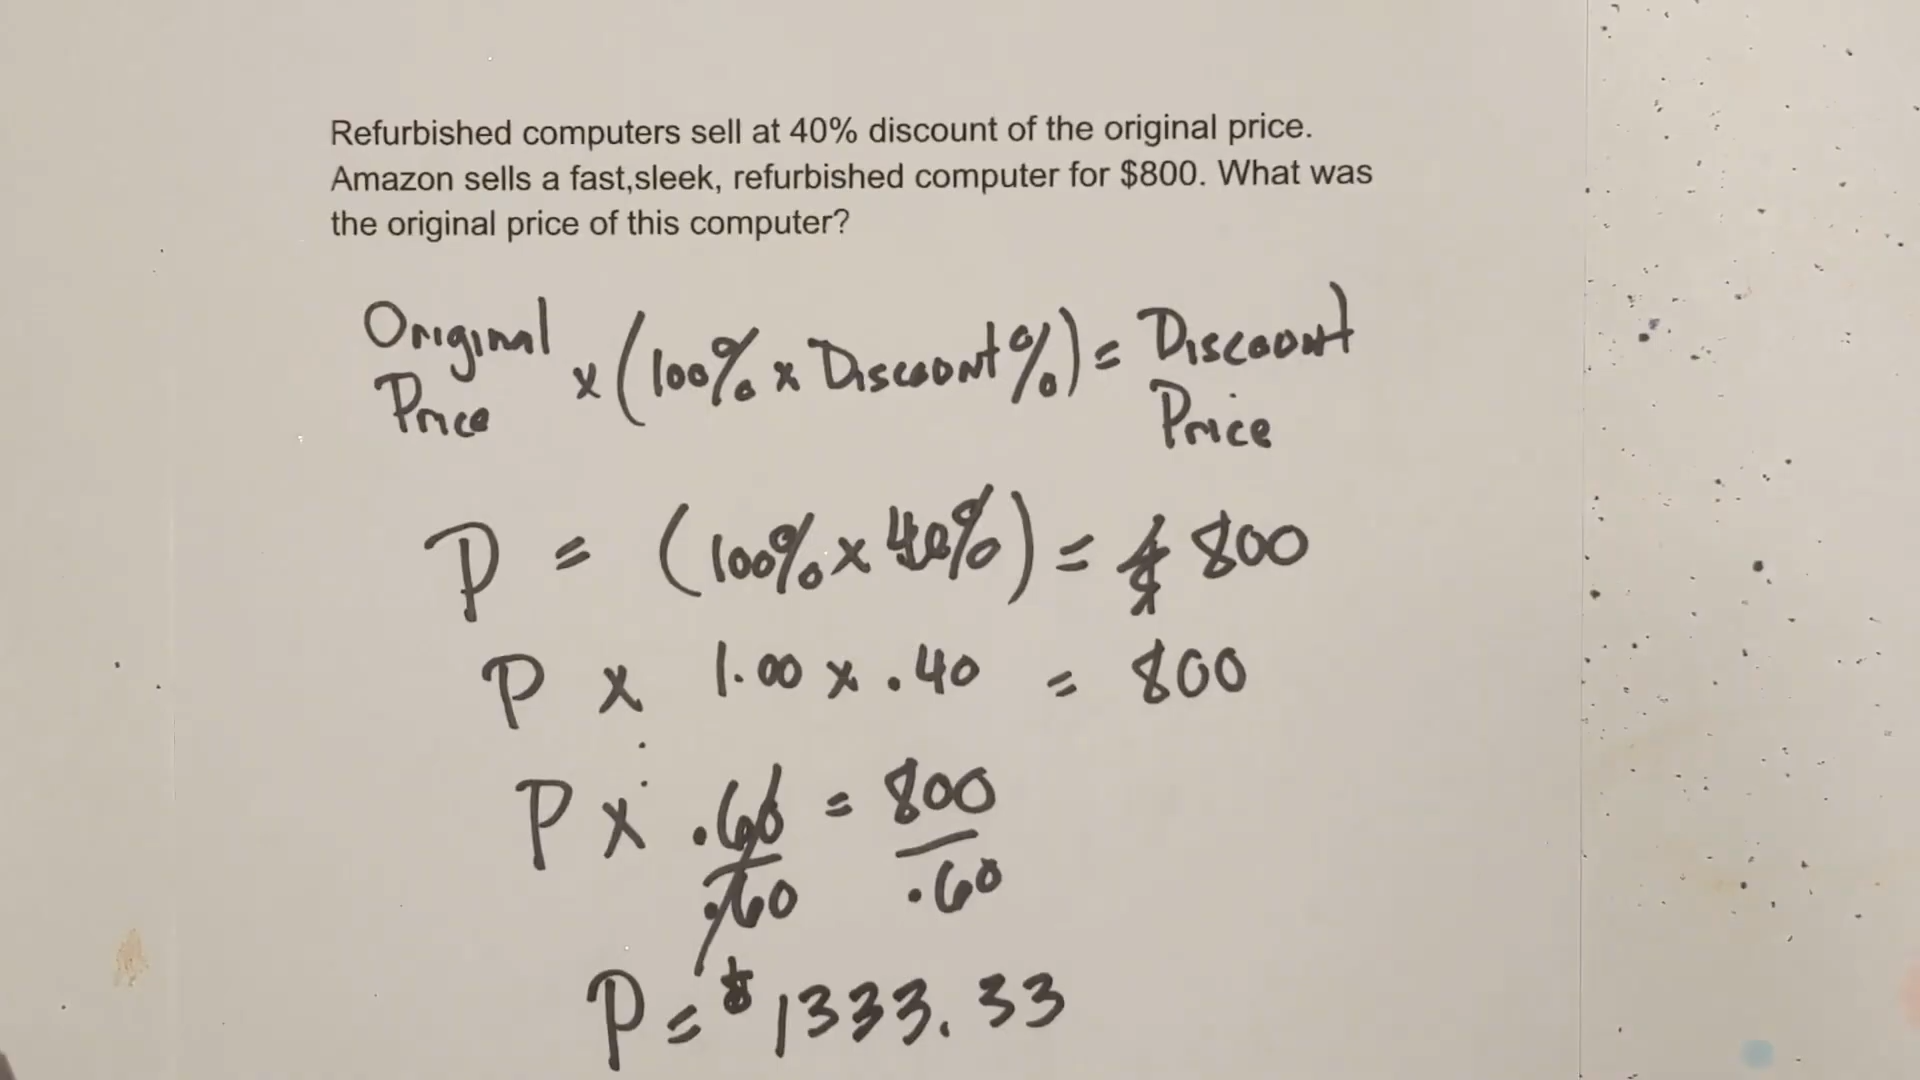 Refurbished computers sell at 40% discount of the original price.
Amazon sells a fast,sleek, refurbished computer for $800. What was
the original price of this computer?
Original Price x (100% x Discount %) = Discount Price
P = (100% x 40%) = $ 800
P x 1.00 x .40 = 800
P x .60 = 800
.60 .60
P = $1333.33